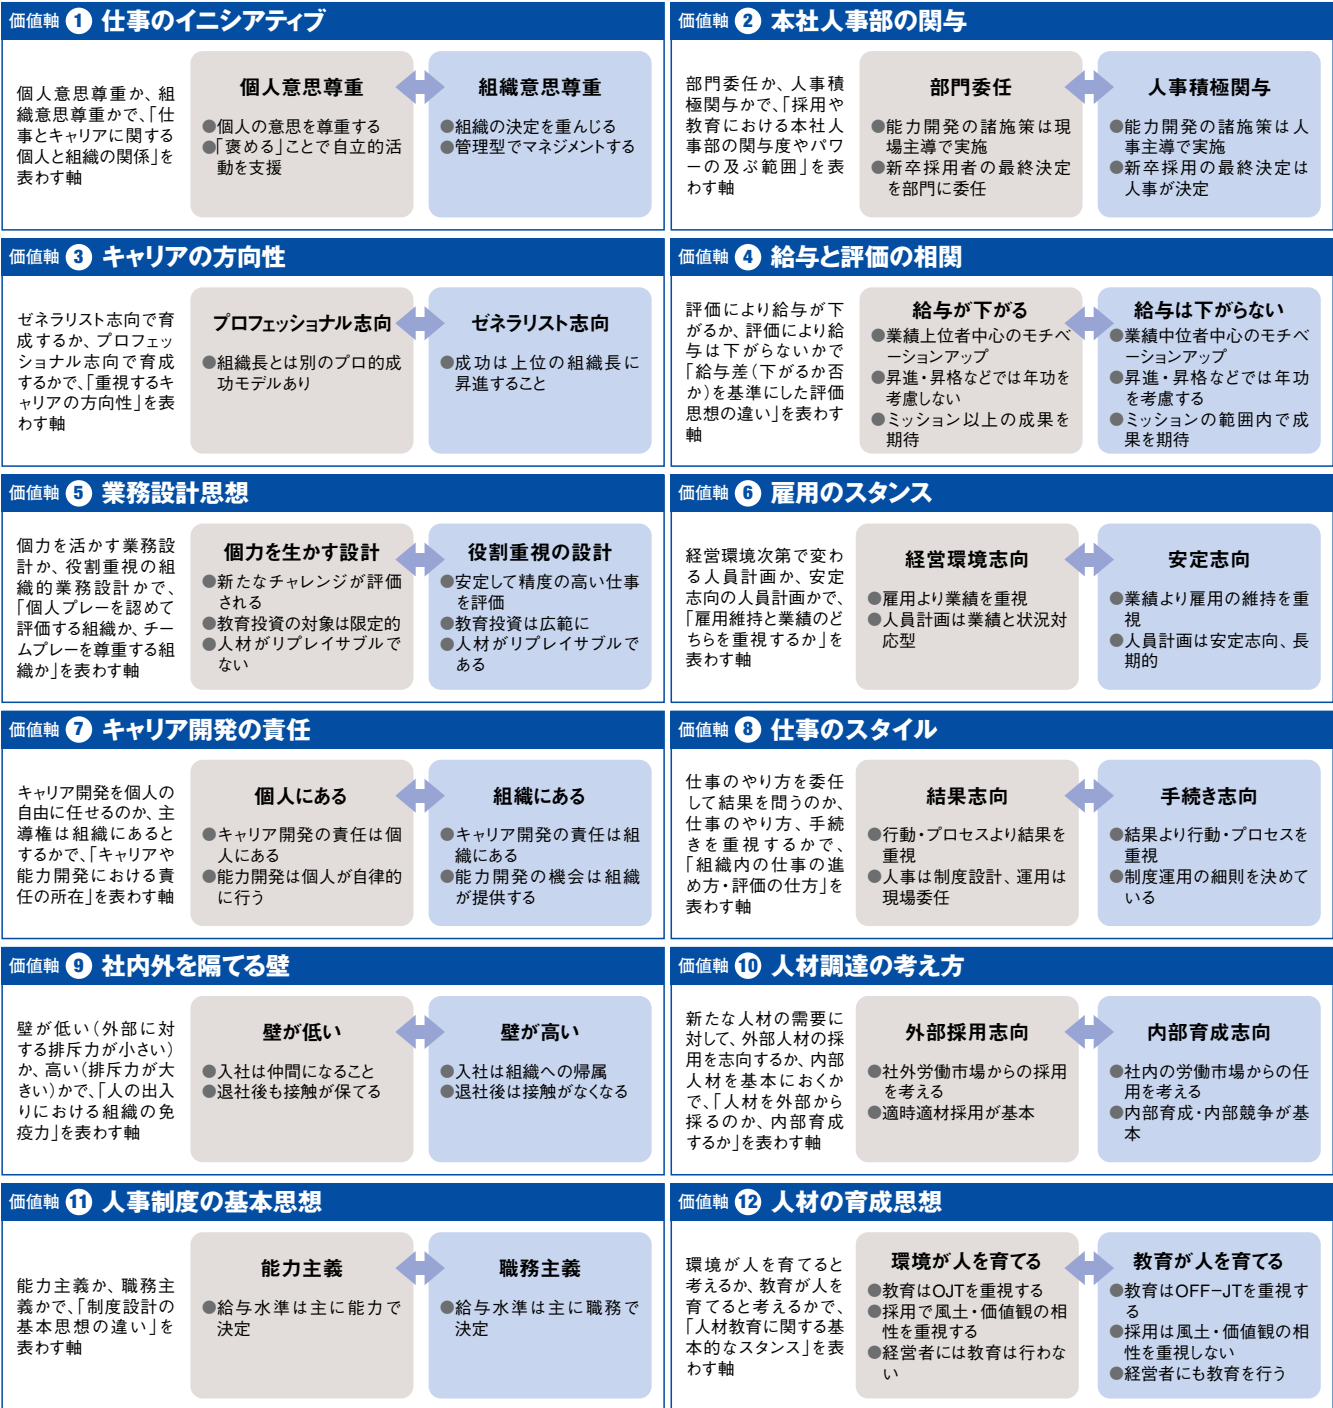 価値軸 1 仕事のイニシアティブ
個人意思尊重か、組
織意思尊重かで、「仕
事とキャリアに関する
個人と組織の関係」を
表わす軸
個人意思尊重
●個人の意思を尊重する
●「褒める」ことで自立的活
動を支援
組織意思尊重
●組織の決定を重んじる
●管理型でマネジメントする
価値軸 2 本社人事部の関与
部門委任か、人事積
極関与かで、「採用や
教育における本社人
事部の関与度やパワ
ーの及ぶ範囲」を表
わす軸
部門委任
●能力開発の諸施策は現
場主導で実施
●新卒採用者の最終決定
を部門に委任
人事積極関与
●能力開発の諸施策は人
事主導で実施
●新卒採用の最終決定は
人事が決定
価値軸 3 キャリアの方向性
ゼネラリスト志向で育
成するか、プロフェッ
ショナル志向で育成
するかで、「重視するキ
ャリアの方向性」を表
わす軸
プロフェッショナル志向
●組織長とは別のプロ的成
功モデルあり
ゼネラリスト志向
●成功は上位の組織長に
昇進すること
価値軸 4 給与と評価の相関
評価により給与が下
がるか、評価により給
与は下がらないかで
「給与差(下がるか否
か)を基準にした評価
思想の違い」を表わす
軸
給与が下がる
●業績上位者中心のモチベ
ーションアップ
●昇進・昇格などでは年功を
考慮しない
●ミッション以上の成果を
期待
給与は下がらない
●業績中位者中心のモチベ
ーションアップ
●昇進・昇格などでは年功
を考慮する
●ミッションの範囲内で成
果を期待
価値軸 5 業務設計思想
個力を活かす業務設
計か、役割重視の組
織的業務設計かで、
「個人プレーを認めて
評価する組織か、チー
ムプレーを尊重する組
織か」を表わす軸
個力を生かす設計
●新たなチャレンジが評価
される
●教育投資の対象は限定的
●人材がリプレイサブルで
ない
役割重視の設計
●安定して精度の高い仕事
を評価
●教育投資は広範に
●人材がリプレイサブルで
ある
価値軸 6 雇用のスタンス
経営環境次第で変わ
る人員計画か、安定
志向の人員計画かで、
「雇用維持と業績のど
ちらを重視するか」を
表わす軸
経営環境志向
●雇用より業績を重視
●人員計画は業績と状況対
応型
安定志向
●業績より雇用の維持を重
視
●人員計画は安定志向、長
期的
価値軸 7 キャリア開発の責任
キャリア開発を個人の
自由に任せるのか、主
導権は組織にあると
するかで、「キャリアや
能力開発における責
任の所在」を表わす軸
個人にある
●キャリア開発の責任は個
人にある
●能力開発は個人が自律的
に行う
組織にある
●キャリア開発の責任は組
織にある
●能力開発の機会は組織
が提供する
価値軸 8 仕事のスタイル
仕事のやり方を委任
して結果を問うのか、
仕事のやり方、手続
きを重視するかで、
「組織内の仕事の進
め方・評価の仕方」を
表わす軸
結果志向
●行動・プロセスより結果を
重視
●人事は制度設計、運用は
現場委任
手続き志向
●結果より行動・プロセスを
重視
●制度運用の細則を決めて
いる
価値軸 9 社内外を隔てる壁
壁が低い(外部に対
する排斥力が小さい)
か、高い(排斥力が大
きい)かで、「人の出入
りにおける組織の免
疫力」を表わす軸
壁が低い
●入社は仲間になること
●退社後も接触が保てる
壁が高い
●入社は組織への帰属
●退社後は接触がなくなる
価値軸 10 人材調達の考え方
新たな人材の需要に
対して、外部人材の採
用を志向するか、内部
人材を基本におくか
で、「人材を外部から
採るのか、内部育成
するか」を表わす軸
外部採用志向
●社外労働市場からの採用
を考える
●適時適材採用が基本
内部育成志向
●社内の労働市場からの任
用を考える
●内部育成・内部競争が基
本
価値軸 11 人事制度の基本思想
能力主義か、職務主
義かで、「制度設計の
基本思想の違い」を
表わす軸
能力主義
●給与水準は主に能力で
決定
職務主義
●給与水準は主に職務で
決定
価値軸 12 人材の育成思想
環境が人を育てると
考えるか、教育が人を
育てると考えるかで、
「人材教育に関する基
本的なスタンス」を表
わす軸
環境が人を育てる
●教育はOJTを重視する
●採用で風土・価値観の相
性を重視する
●経営者には教育は行わな
い
教育が人を育てる
●教育はOFF−JTを重視す
る
●採用は風土・価値観の相
性を重視しない
●経営者にも教育を行う